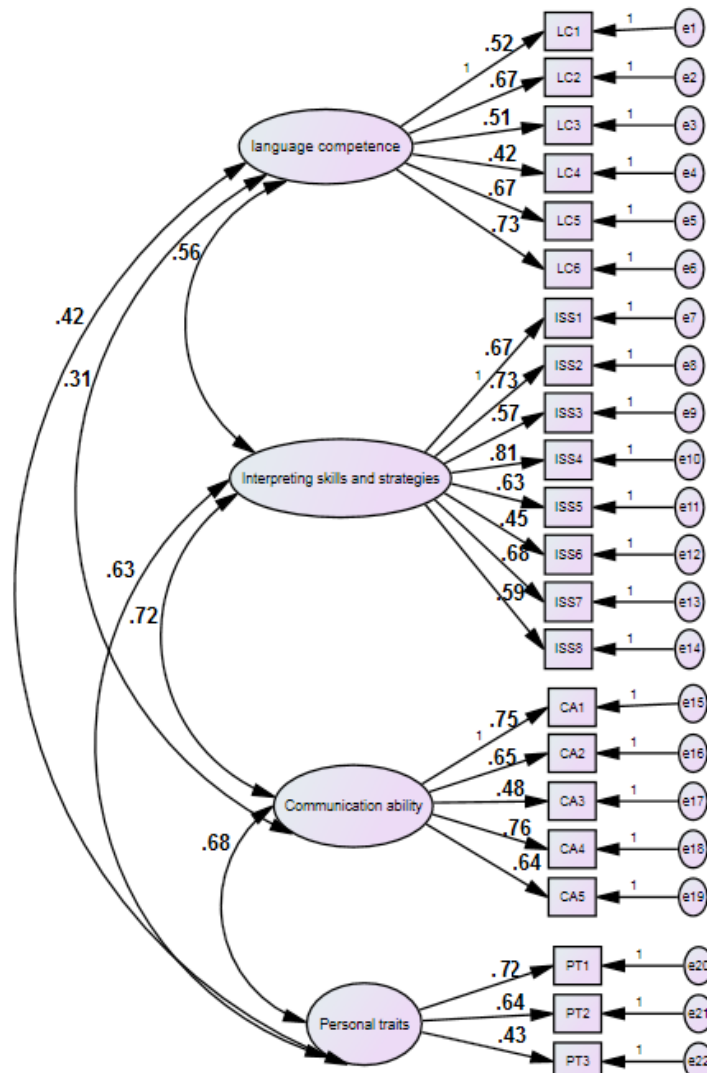 .52 LC1 1 e1
1 .67 LC2 1 e2
.51 LC3 1 e3
language competence .42 LC4 1 e4
.67 LC5 1 e5
.73 LC6 1 e6
.56
.42
.31
ISS1 1 e7
.67 ISS2 1 e8
1 .73
.57 ISS3 1 e9
.81 ISS4 1 e10
Interpreting skills and strategies .63 ISS5 1 e11
.45 ISS6 1 e12
.68 ISS7 1 e13
.59 ISS8 1 e14
.63
.72
.75 CA1 1 e15
1 .65 CA2 1 e16
Communication ability .48 CA3 1 e17
.76 CA4 1 e18
.64 CA5 1 e19
.68
.72 PT1 1 e20
Personal traits .64 PT2 1 e21
.43 PT3 1 e22